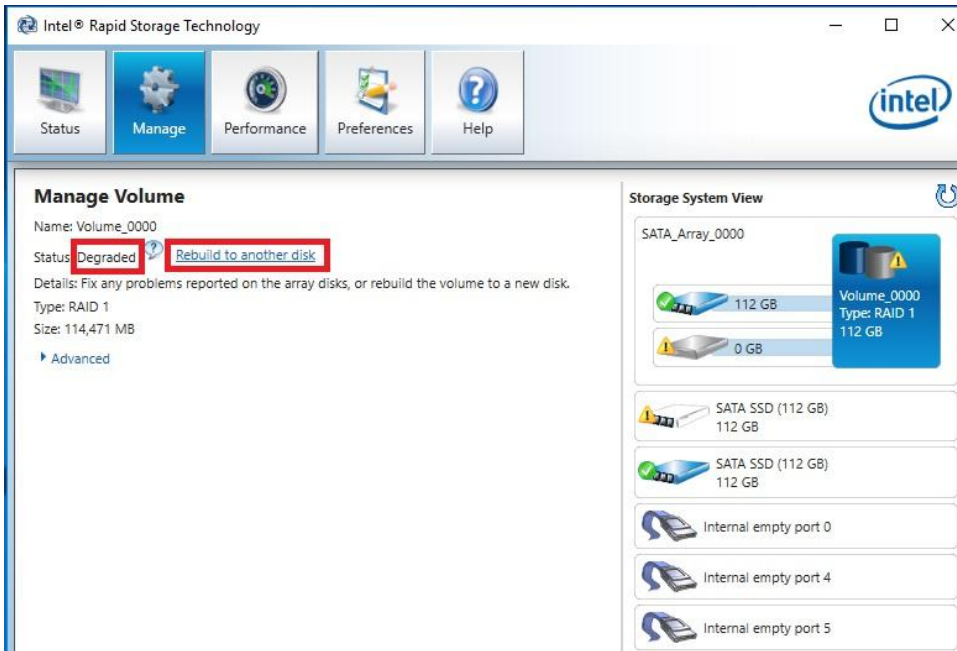 Intel® Rapid Storage Technology
Status
Manage
Performance
Preferences
Help
intel
Manage Volume
Name: Volume_0000
Status: Degraded Rebuild to another disk
Details: Fix any problems reported on the array disks, or rebuild the volume to a new disk.
Type: RAID 1
Size: 114,471 MB
Advanced
Storage System View
SATA_Array_0000
112 GB
0 GB
Volume_0000
Type: RAID 1
112 GB
SATA SSD (112 GB)
112 GB
SATA SSD (112 GB)
112 GB
Internal empty port 0
Internal empty port 4
Internal empty port 5